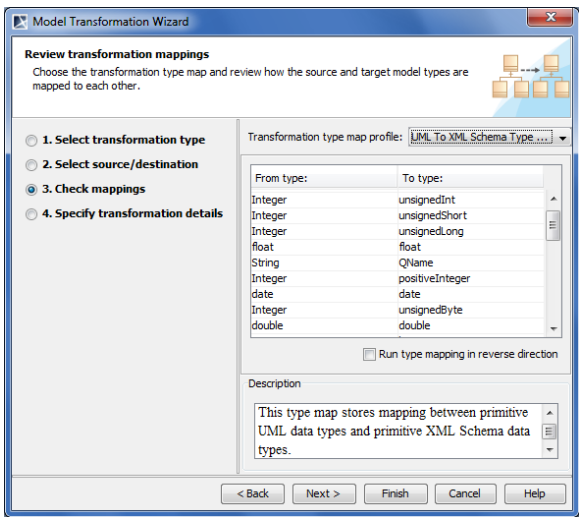 Model Transformation Wizard
Review transformation mappings
Choose the transformation type map and review how the source and target model types are
mapped to each other.
1. Select transformation type
2. Select source/destination
3. Check mappings
4. Specify transformation details
Transformation type map profile: UML To XML Schema Type ...
From type: To type:
Integer unsignedInt
Integer unsignedShort
Integer unsignedLong
float float
String QName
Integer positiveInteger
date date
Integer unsignedByte
double double
Run type mapping in reverse direction
Description
This type map stores mapping between primitive
UML data types and primitive XML Schema data
types.
< Back Next > Finish Cancel Help